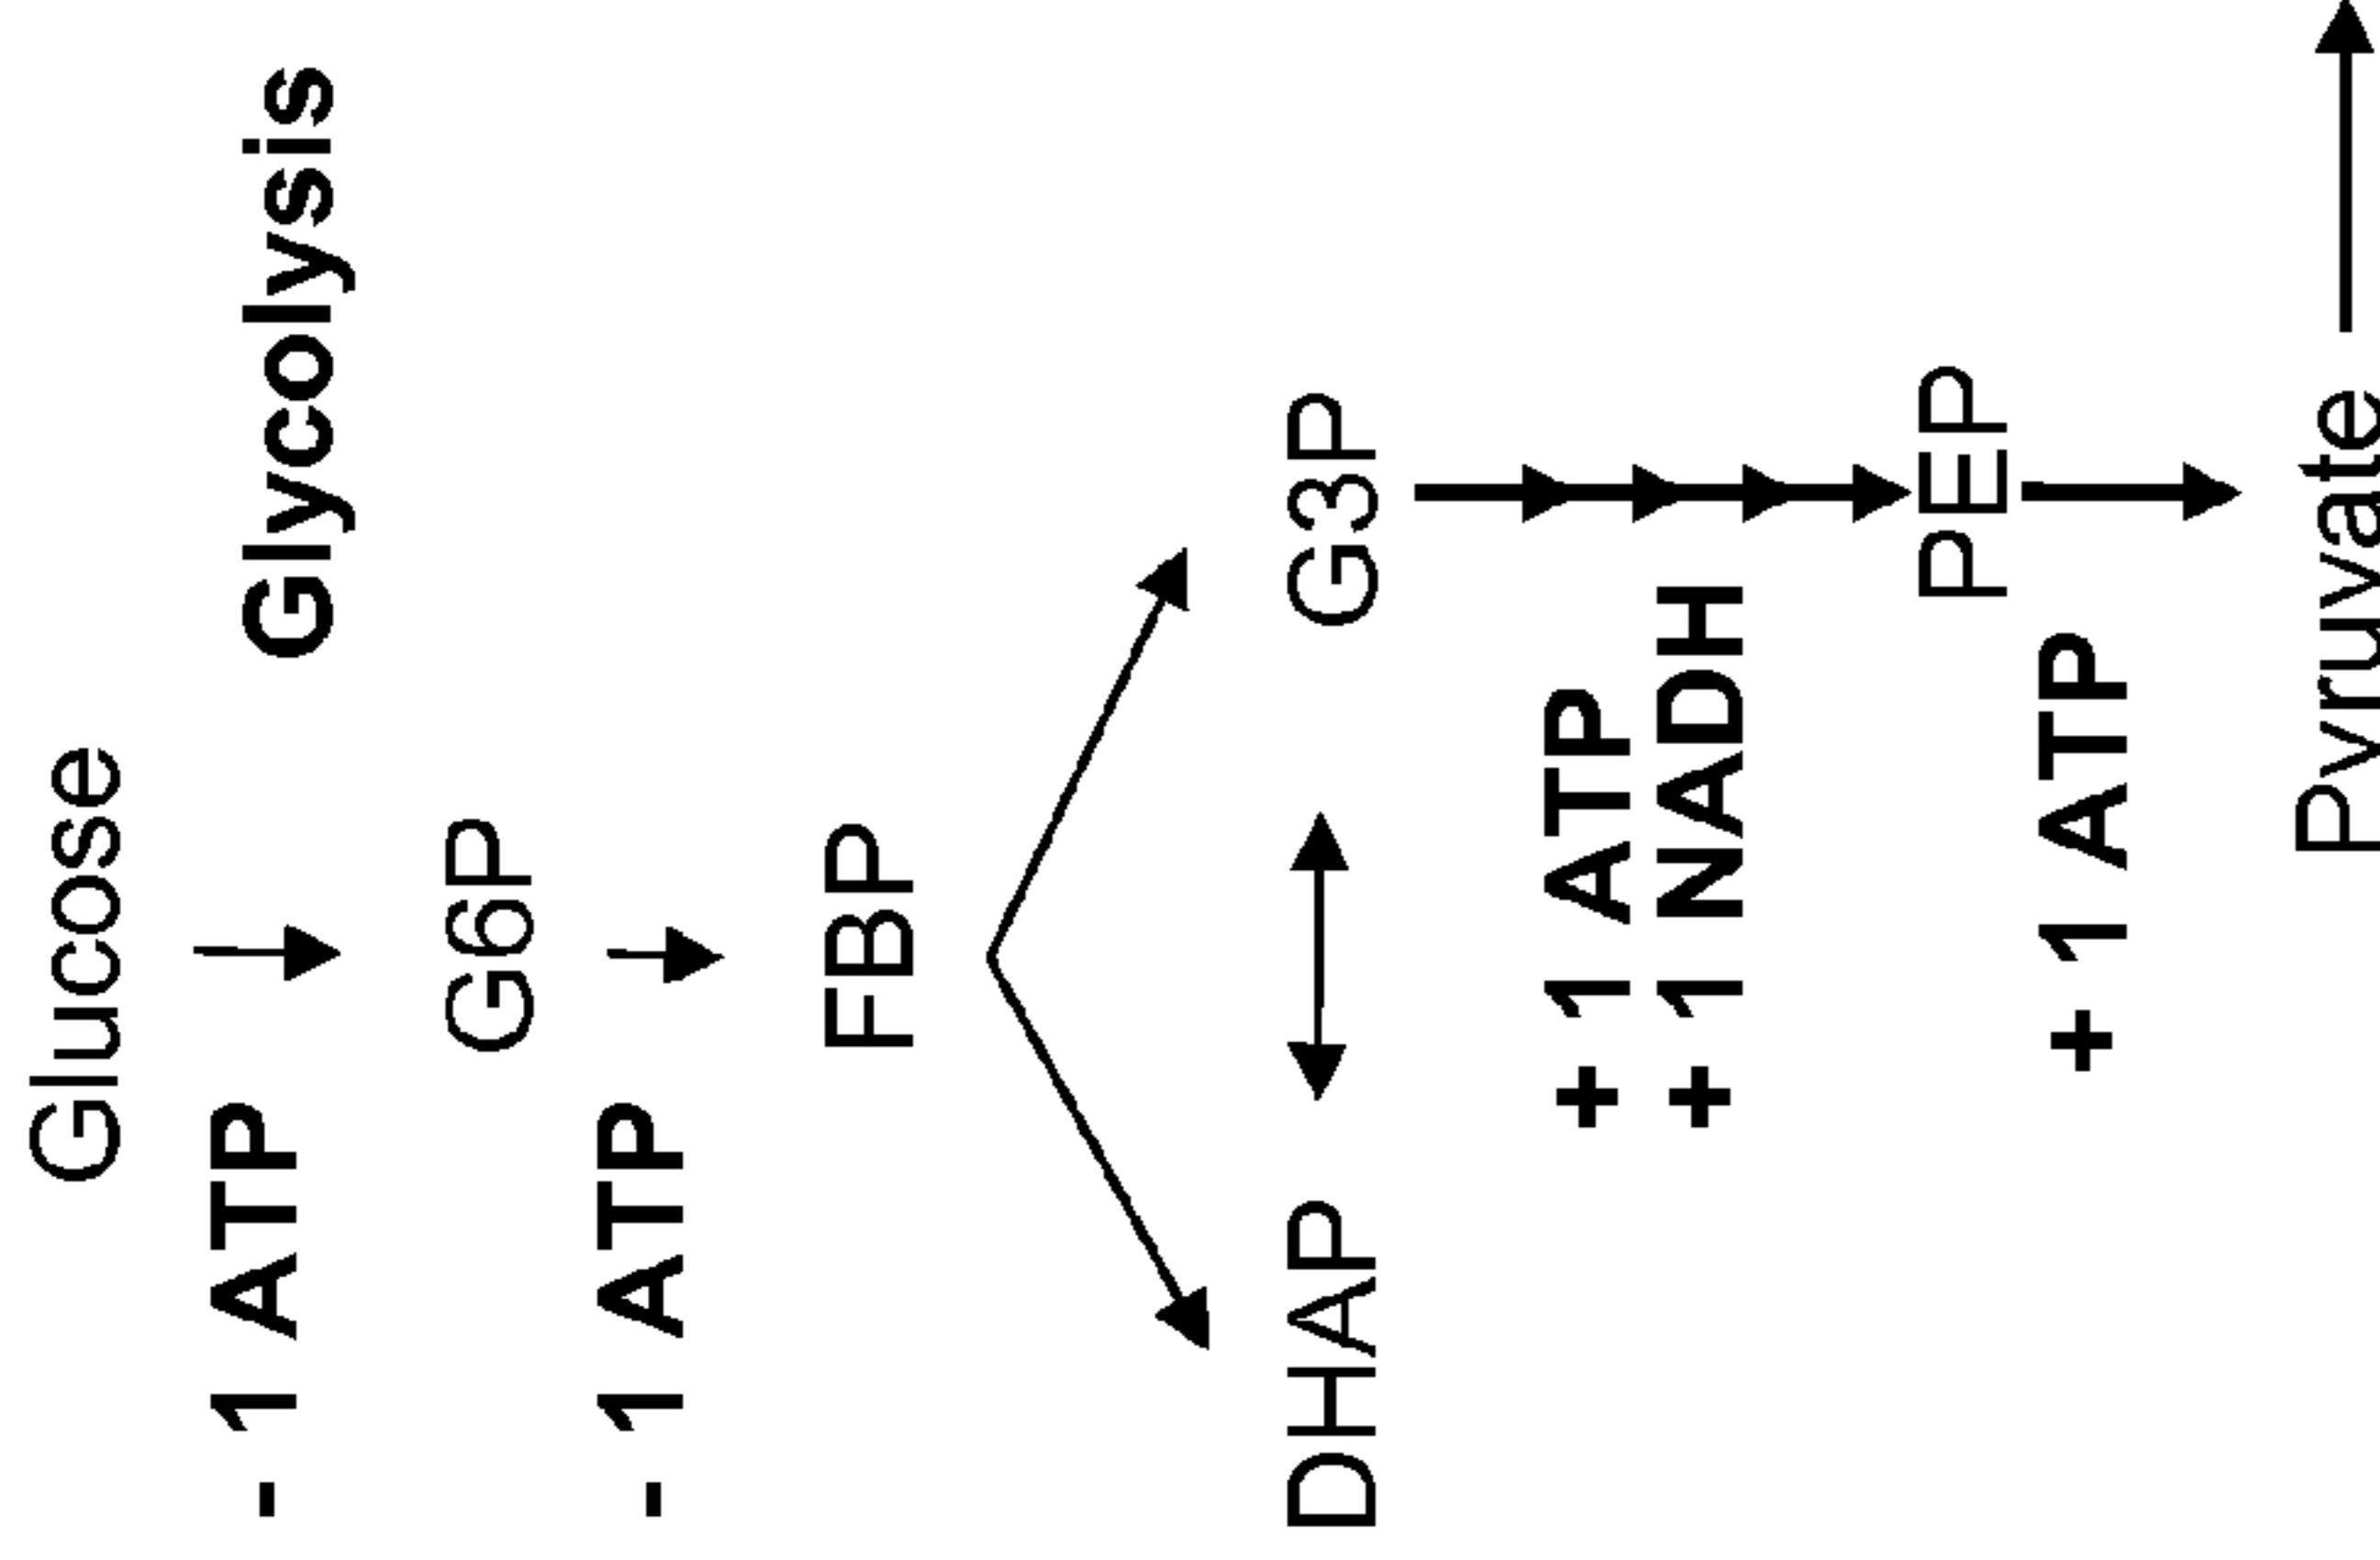 Glucose
Glycolysis
- 1 ATP
G6P
- 1 ATP
FBP
DHAP
G3P
+ 1 ATP
+ 1 NADH
PEP
+ 1 ATP
Pyruvate